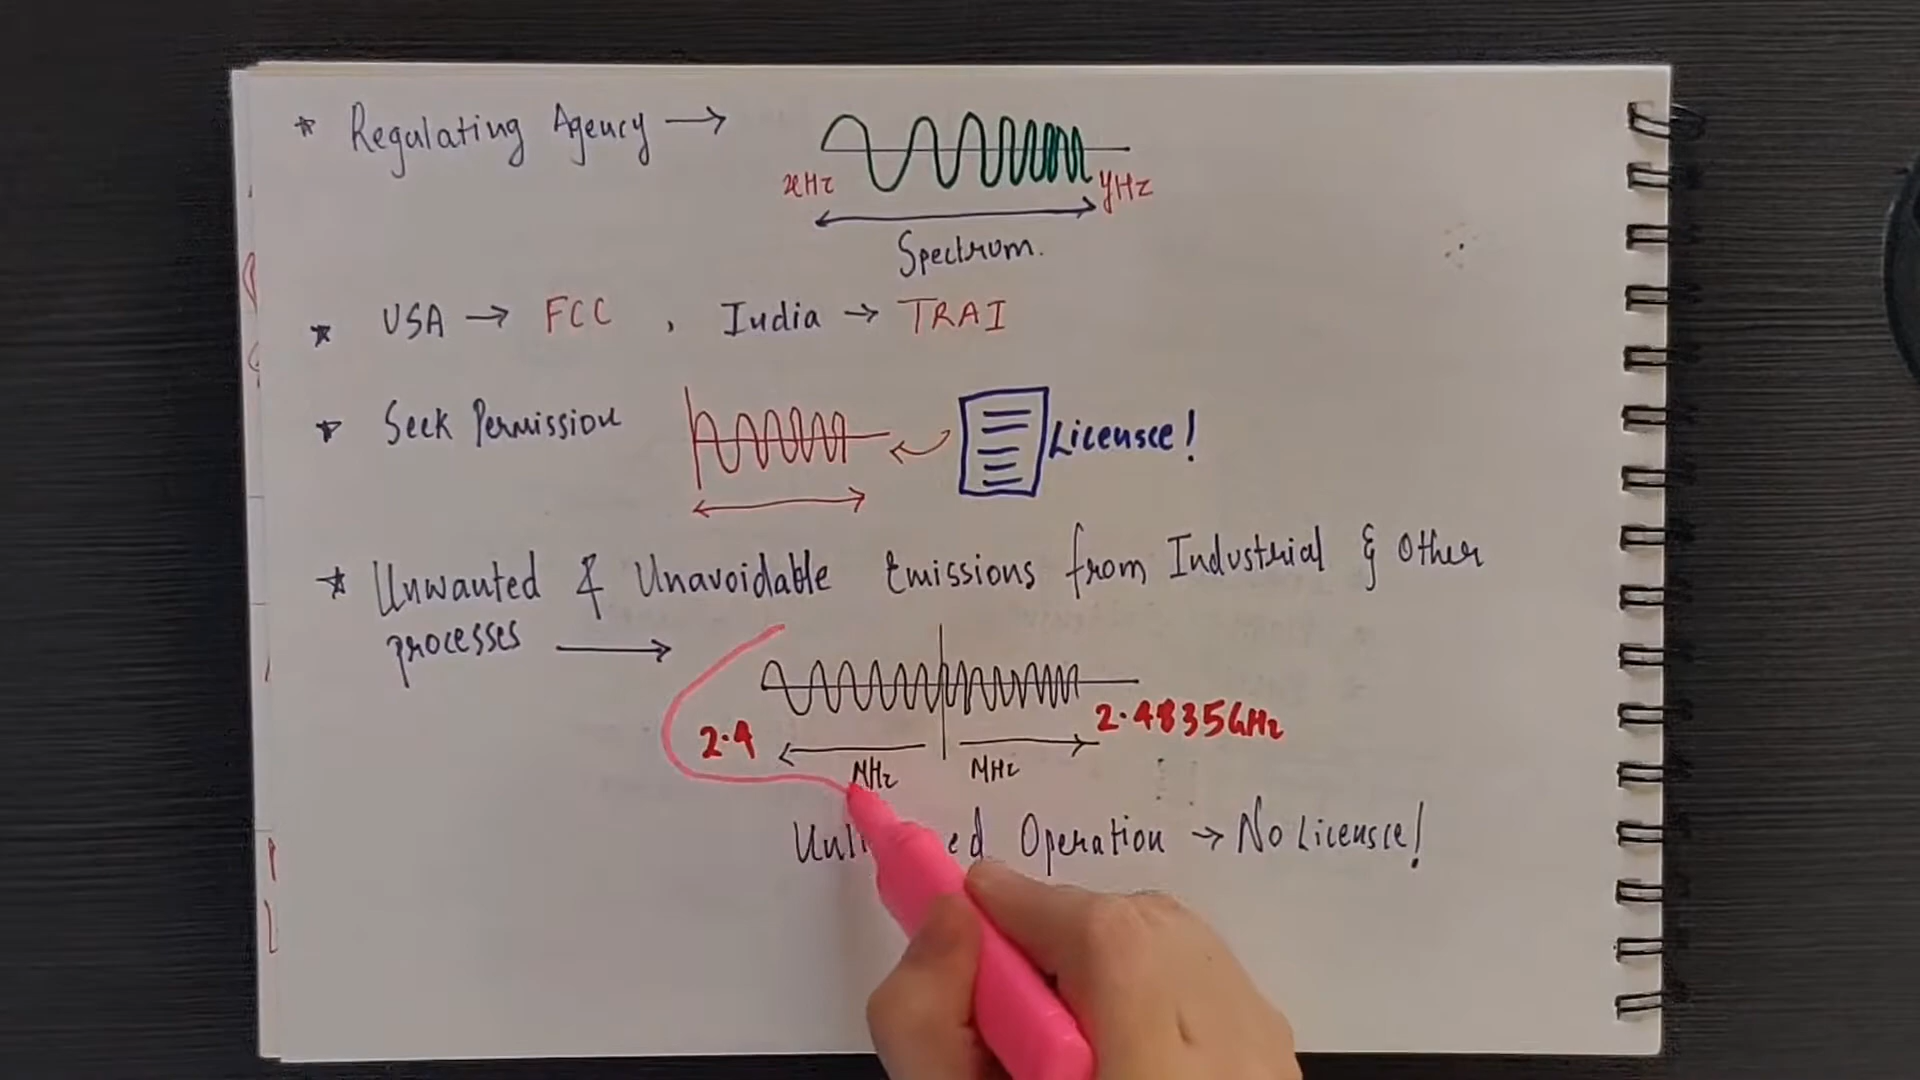 * Regulating Agency →
xHz yHz
Spectrum.
* USA → FCC , India → TRAI
* Seek Permission
Licensce!
* Unwanted & Unavoidable Emissions from Industrial & Other
processes →
2.4 2.4835GHz
MHz MHz
Operation → No Licensce!